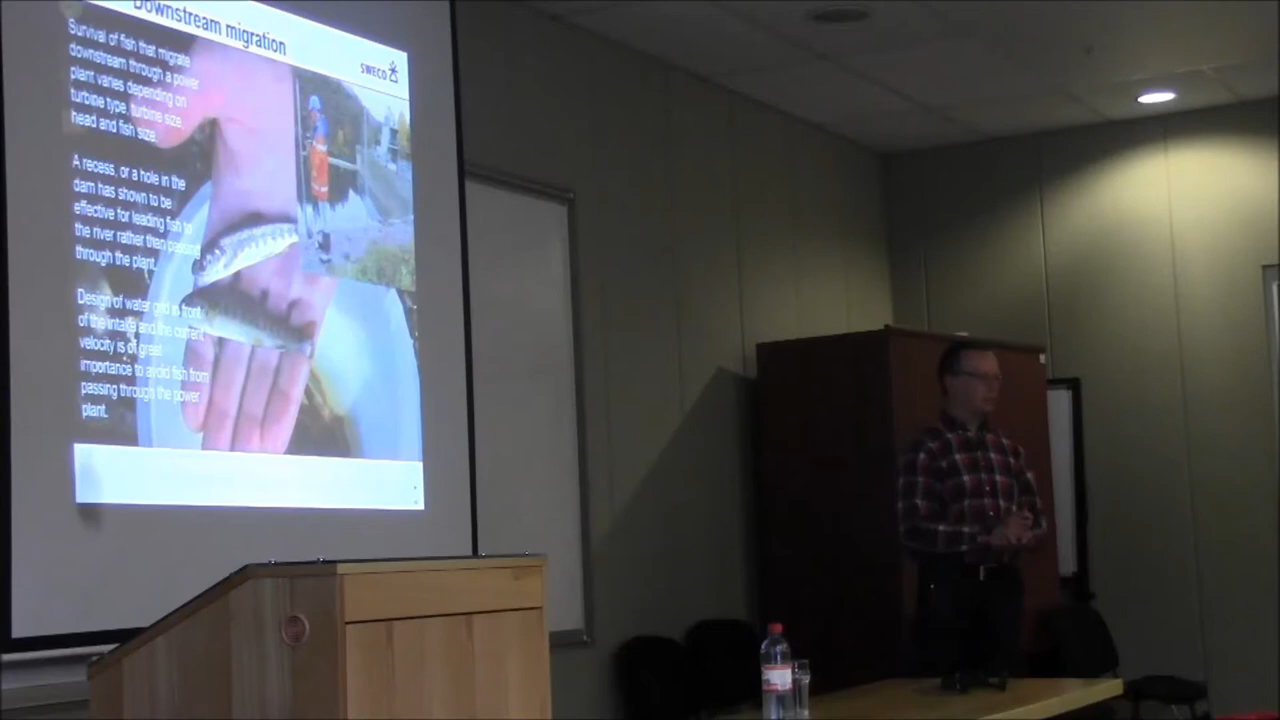 Downstream migration
SWECO
Survival of fish that migrate
downstream through a power
plant varies depending on
turbine type, turbine size,
head and fish size.
A recess, or a hole in the
dam has shown to be
effective for leading fish to
the river rather than passing
through the plant.
Design of water grid in front
of the intake and the current
velocity is of great
importance to avoid fish from
passing through the power
plant.